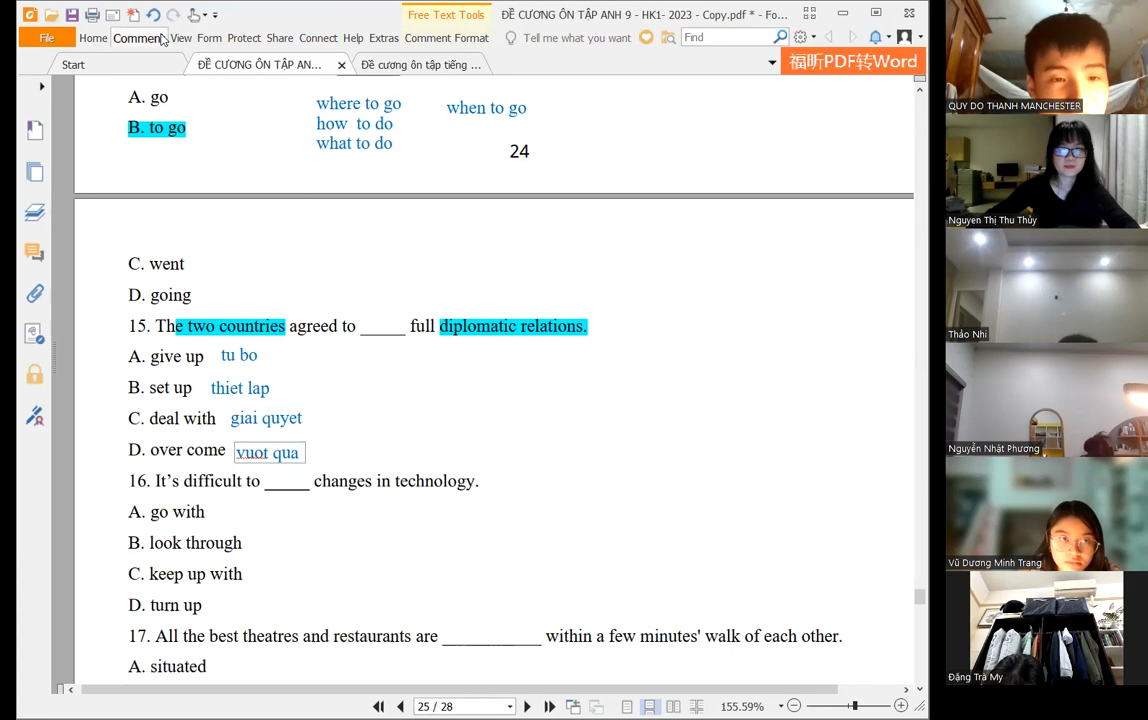 Free Text Tools
ĐỀ CƯƠNG ÔN TẬP ANH 9 - HK1- 2023 - Copy.pdf * - Fo...
File Home Comment View Form Protect Share Connect Help Extras Comment Format Tell me what you want Find
Start ĐỀ CƯƠNG ÔN TẬP AN... Đề cương ôn tập tiếng ... 福昕PDF转Word
A. go
B. to go
where to go
how to do
what to do
when to go
24
C. went
D. going
15. The two countries agreed to _____ full diplomatic relations.
A. give up tu bo
B. set up thiet lap
C. deal with giai quyet
D. over come vuot qua
16. It's difficult to _____ changes in technology.
A. go with
B. look through
C. keep up with
D. turn up
17. All the best theatres and restaurants are ___________ within a few minutes' walk of each other.
A. situated
25 / 28
155.59%
QUY DO THANH MANCHESTER
Nguyen Thị Thu Thủy
Thảo Nhi
Nguyễn Nhật Phương
Vũ Dương Minh Trang
Đặng Trà My